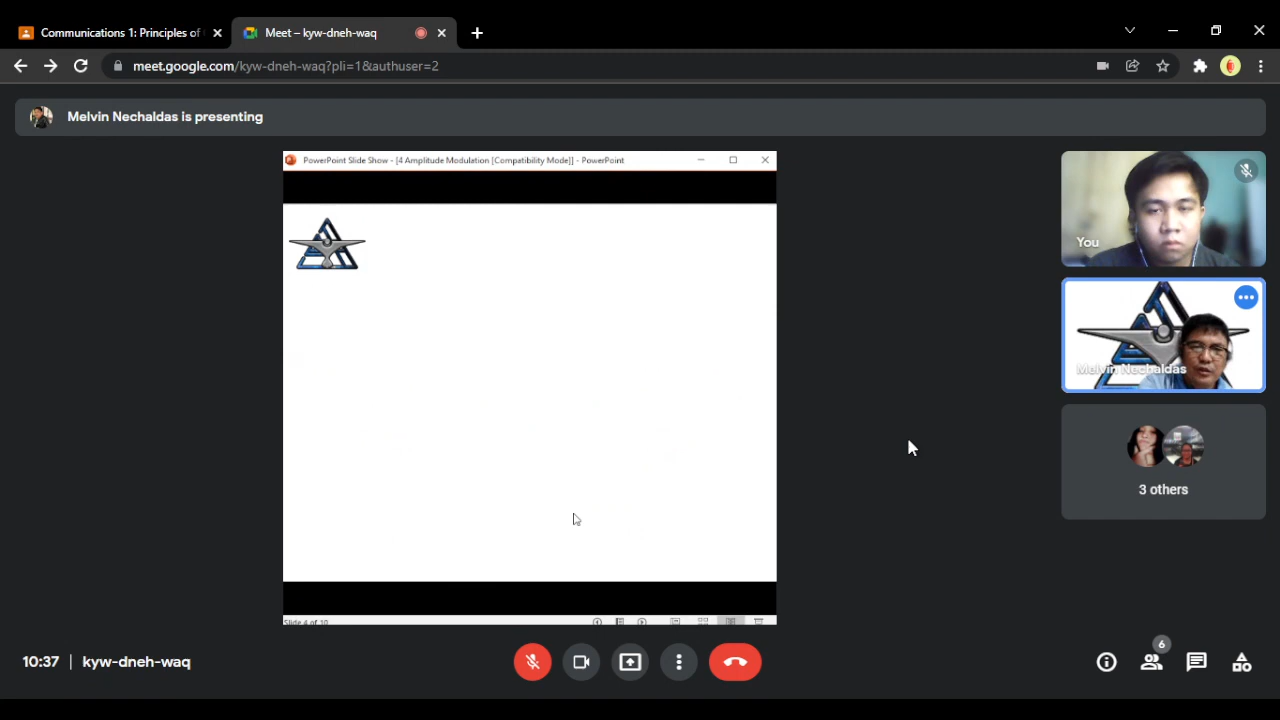 Communications 1: Principles of
Meet – kyw-dneh-waq
meet.google.com/kyw-dneh-waq?pli=1&authuser=2
Melvin Nechaldas is presenting
PowerPoint Slide Show - [4 Amplitude Modulation [Compatibility Mode]] - PowerPoint
You
Melvin Nechaldas
3 others
Slide 4 of 10
10:37 | kyw-dneh-waq
6